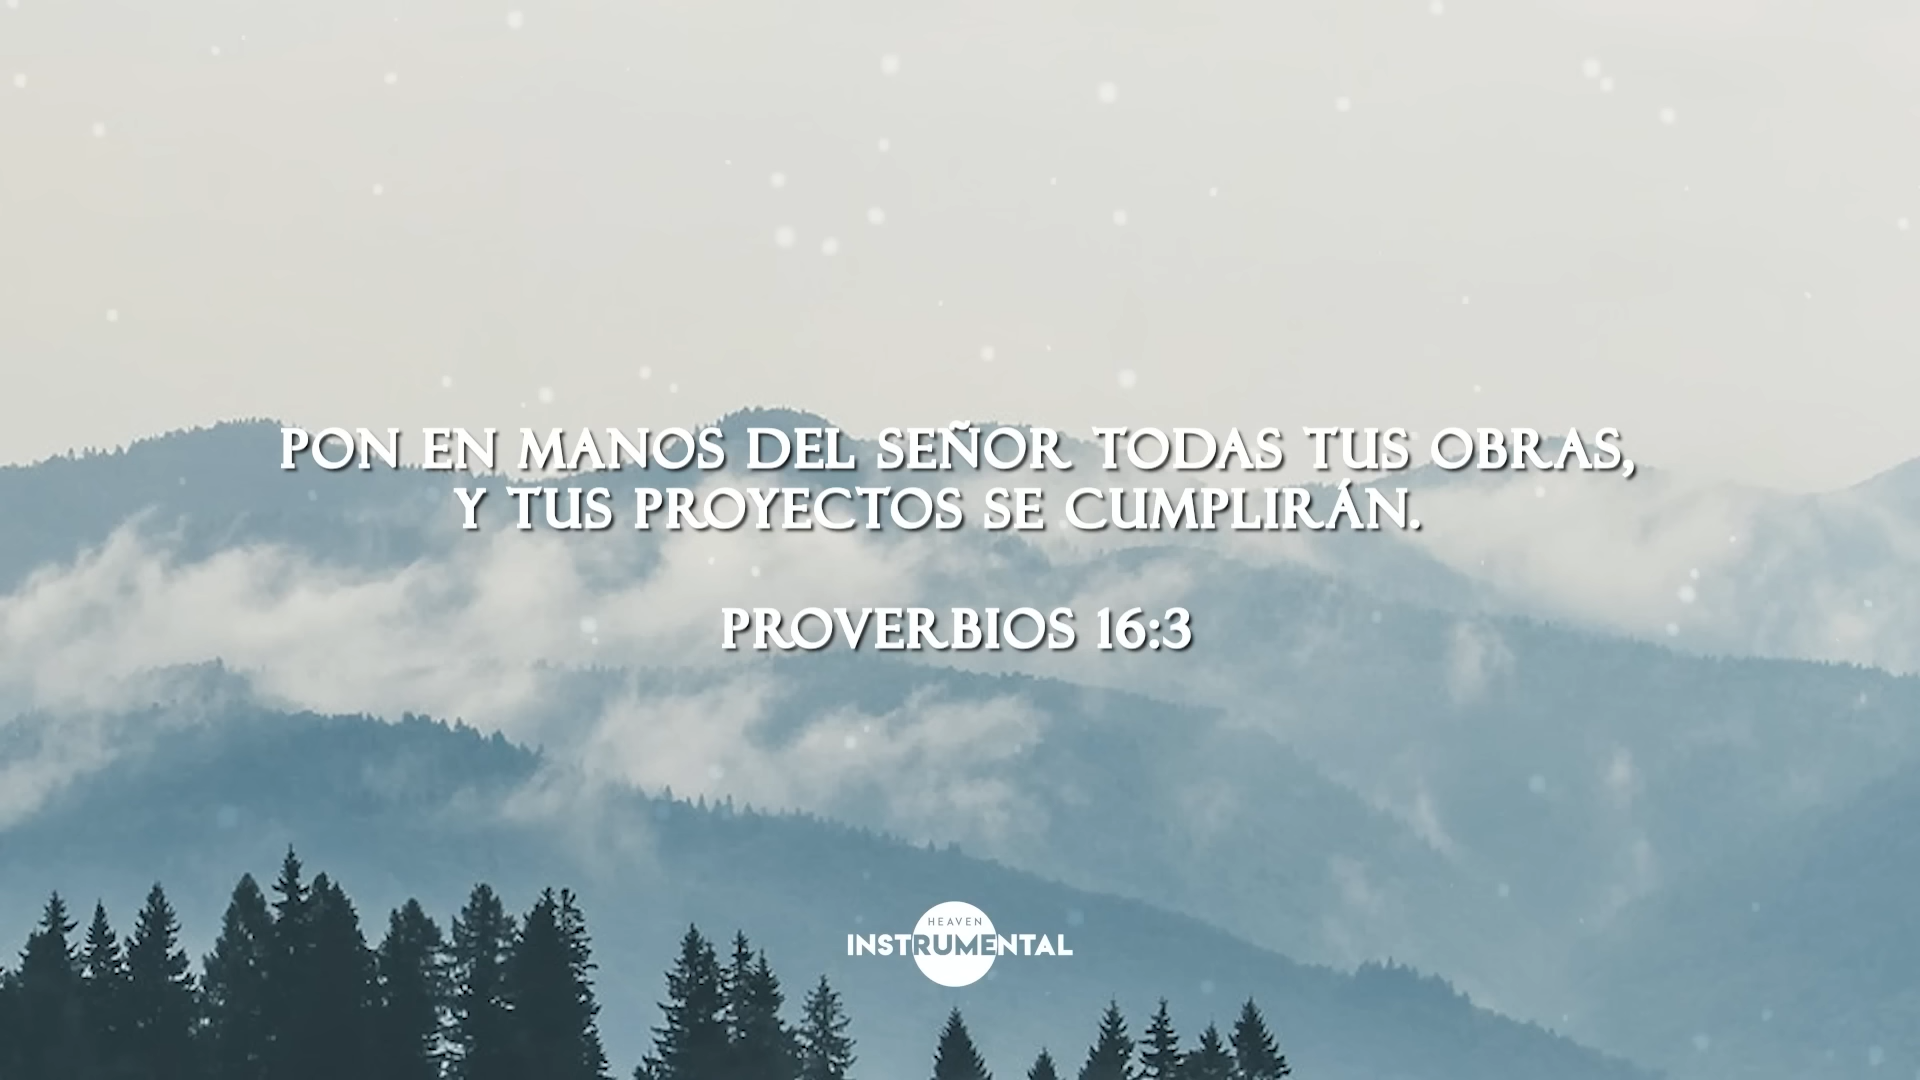 PON EN MANOS DEL SEÑOR TODAS TUS OBRAS,
Y TUS PROYECTOS SE CUMPLIRÁN.
PROVERBIOS 16:3
HEAVEN
INSTRUMENTAL